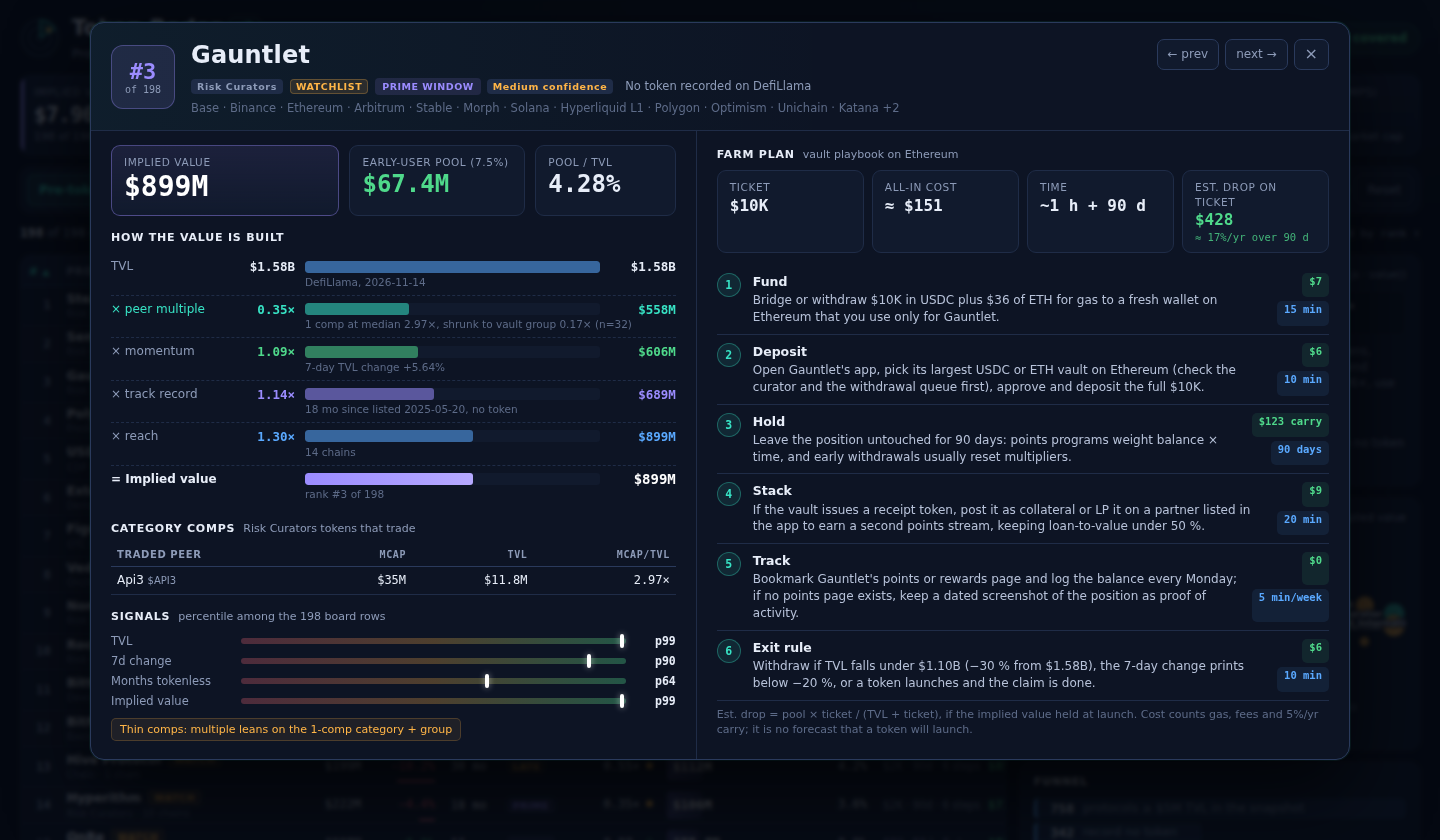 #3
of 198
Gauntlet
Risk Curators WATCHLIST PRIME WINDOW Medium confidence No token recorded on DefiLlama
Base · Binance · Ethereum · Arbitrum · Stable · Morph · Solana · Hyperliquid L1 · Polygon · Optimism · Unichain · Katana +2
← prev
next →
×
IMPLIED VALUE
$899M
EARLY-USER POOL (7.5%)
$67.4M
POOL / TVL
4.28%
HOW THE VALUE IS BUILT
TVL $1.58B $1.58B
DefiLlama, 2026-11-14
× peer multiple 0.35× $558M
1 comp at median 2.97×, shrunk to vault group 0.17× (n=32)
× momentum 1.09× $606M
7-day TVL change +5.64%
× track record 1.14× $689M
18 mo since listed 2025-05-20, no token
× reach 1.30× $899M
14 chains
= Implied value $899M
rank #3 of 198
CATEGORY COMPS Risk Curators tokens that trade
TRADED PEER MCAP TVL MCAP/TVL
Api3 $API3 $35M $11.8M 2.97×
SIGNALS percentile among the 198 board rows
TVL p99
7d change p90
Months tokenless p64
Implied value p99
Thin comps: multiple leans on the 1-comp category + group
FARM PLAN vault playbook on Ethereum
TICKET
$10K
ALL-IN COST
≈ $151
TIME
~1 h + 90 d
EST. DROP ON
TICKET
$428
≈ 17%/yr over 90 d
1 Fund $7
Bridge or withdraw $10K in USDC plus $36 of ETH for gas to a fresh wallet on
Ethereum that you use only for Gauntlet.
15 min
2 Deposit $6
Open Gauntlet's app, pick its largest USDC or ETH vault on Ethereum (check the
curator and the withdrawal queue first), approve and deposit the full $10K.
10 min
3 Hold $123 carry
Leave the position untouched for 90 days: points programs weight balance ×
time, and early withdrawals usually reset multipliers.
90 days
4 Stack $9
If the vault issues a receipt token, post it as collateral or LP it on a partner listed in
the app to earn a second points stream, keeping loan-to-value under 50 %.
20 min
5 Track $0
Bookmark Gauntlet's points or rewards page and log the balance every Monday;
if no points page exists, keep a dated screenshot of the position as proof of
activity.
5 min/week
6 Exit rule $6
Withdraw if TVL falls under $1.10B (−30 % from $1.58B), the 7-day change prints
below −20 %, or a token launches and the claim is done.
10 min
Est. drop = pool × ticket / (TVL + ticket), if the implied value held at launch. Cost counts gas, fees and 5%/yr
carry; it is no forecast that a token will launch.